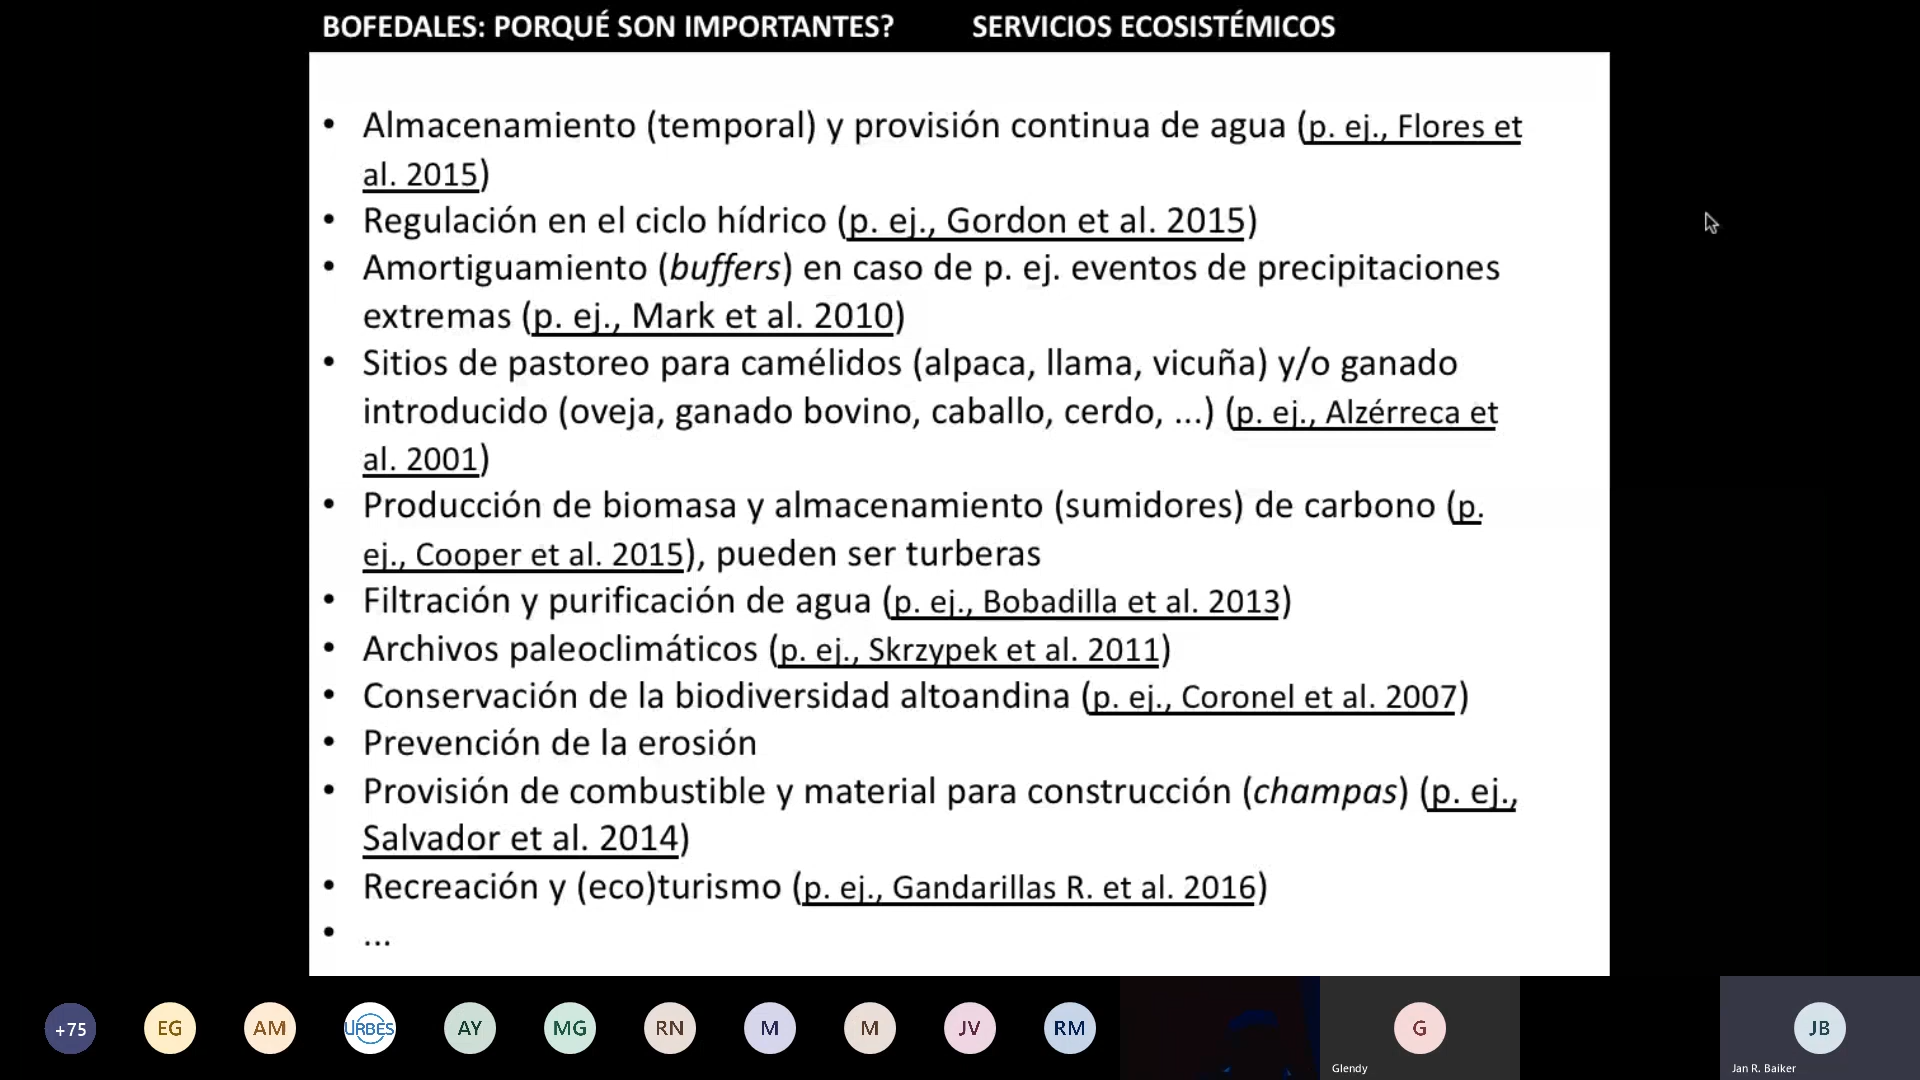 BOFEDALES: PORQUÉ SON IMPORTANTES? SERVICIOS ECOSISTÉMICOS
• Almacenamiento (temporal) y provisión continua de agua (p. ej., Flores et
al. 2015)
• Regulación en el ciclo hídrico (p. ej., Gordon et al. 2015)
• Amortiguamiento (buffers) en caso de p. ej. eventos de precipitaciones
extremas (p. ej., Mark et al. 2010)
• Sitios de pastoreo para camélidos (alpaca, llama, vicuña) y/o ganado
introducido (oveja, ganado bovino, caballo, cerdo, ...) (p. ej., Alzérreca et
al. 2001)
• Producción de biomasa y almacenamiento (sumidores) de carbono (p.
ej., Cooper et al. 2015), pueden ser turberas
• Filtración y purificación de agua (p. ej., Bobadilla et al. 2013)
• Archivos paleoclimáticos (p. ej., Skrzypek et al. 2011)
• Conservación de la biodiversidad altoandina (p. ej., Coronel et al. 2007)
• Prevención de la erosión
• Provisión de combustible y material para construcción (champas) (p. ej.,
Salvador et al. 2014)
• Recreación y (eco)turismo (p. ej., Gandarillas R. et al. 2016)
• ...
+75 EG AM URBES AY MG RN M M JV RM G JB
Glendy Jan R. Baiker